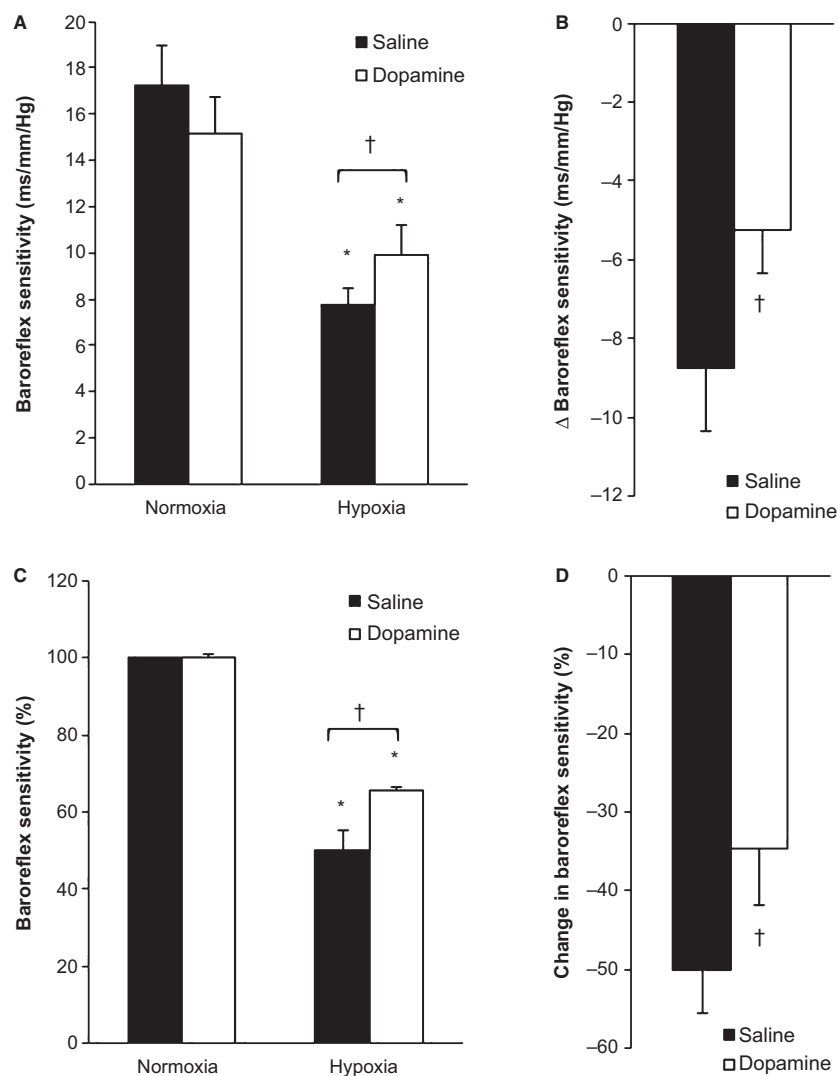 A
Baroreflex sensitivity (ms/mm/Hg)
20
18
16
14
12
10
8
6
4
2
0
Saline
Dopamine
†
*
*
Normoxia
Hypoxia
B
Δ Baroreflex sensitivity (ms/mm/Hg)
0
–2
–4
–6
–8
–10
–12
†
Saline
Dopamine
C
Baroreflex sensitivity (%)
120
100
80
60
40
20
0
Saline
Dopamine
†
*
*
Normoxia
Hypoxia
D
Change in baroreflex sensitivity (%)
0
–10
–20
–30
–40
–50
–60
†
Saline
Dopamine